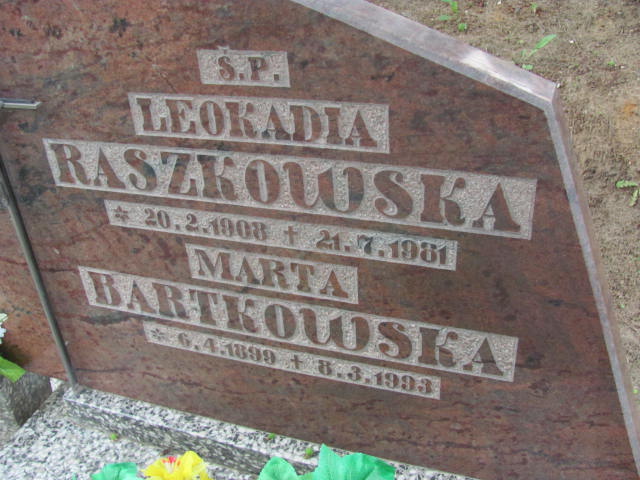 Ś.P.
LEOKADIA
RASZKOWSKA
* 20.2.1908 + 21.7.1981
MARTA
BARTKOWSKA
* 6.4.1899 + 8.3.1993